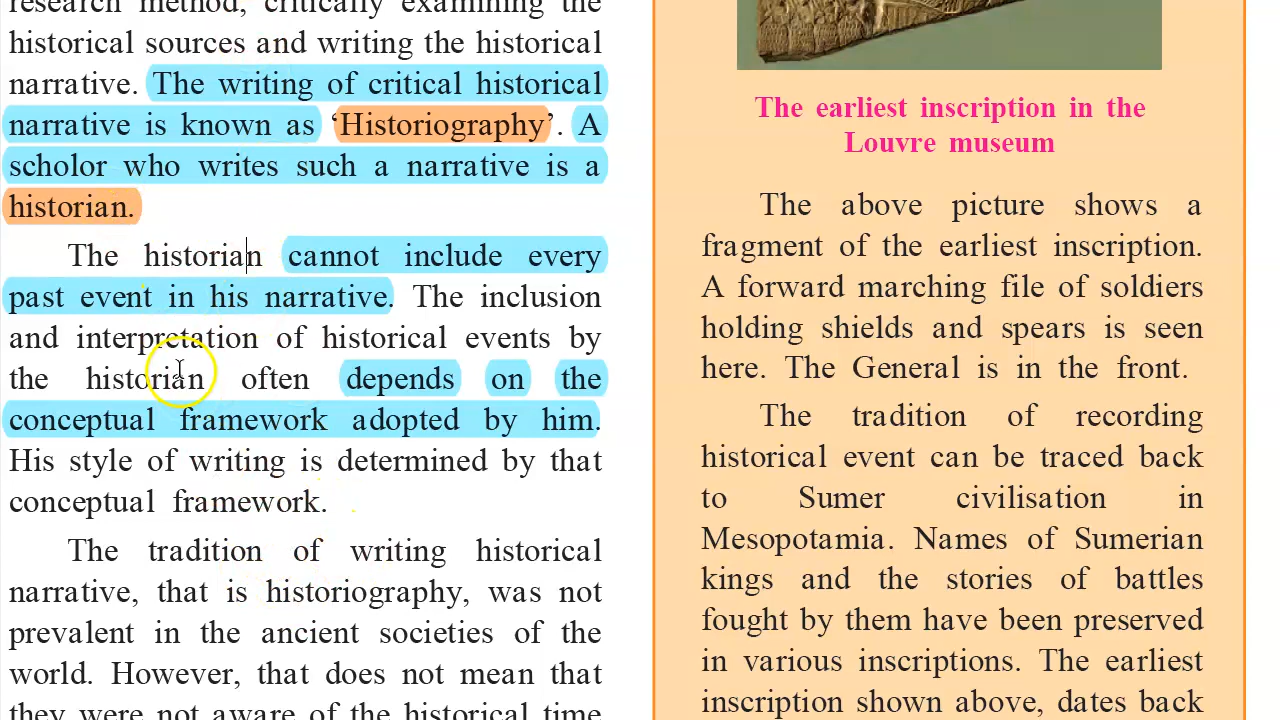 research method, critically examining the
historical sources and writing the historical
narrative. The writing of critical historical
narrative is known as ‘Historiography’. A
scholor who writes such a narrative is a
historian.
The historian cannot include every
past event in his narrative. The inclusion
and interpretation of historical events by
the historian often depends on the
conceptual framework adopted by him.
His style of writing is determined by that
conceptual framework.
The tradition of writing historical
narrative, that is historiography, was not
prevalent in the ancient societies of the
world. However, that does not mean that
they were not aware of the historical time
The earliest inscription in the
Louvre museum
The above picture shows a
fragment of the earliest inscription.
A forward marching file of soldiers
holding shields and spears is seen
here. The General is in the front.
The tradition of recording
historical event can be traced back
to Sumer civilisation in
Mesopotamia. Names of Sumerian
kings and the stories of battles
fought by them have been preserved
in various inscriptions. The earliest
inscription shown above, dates back